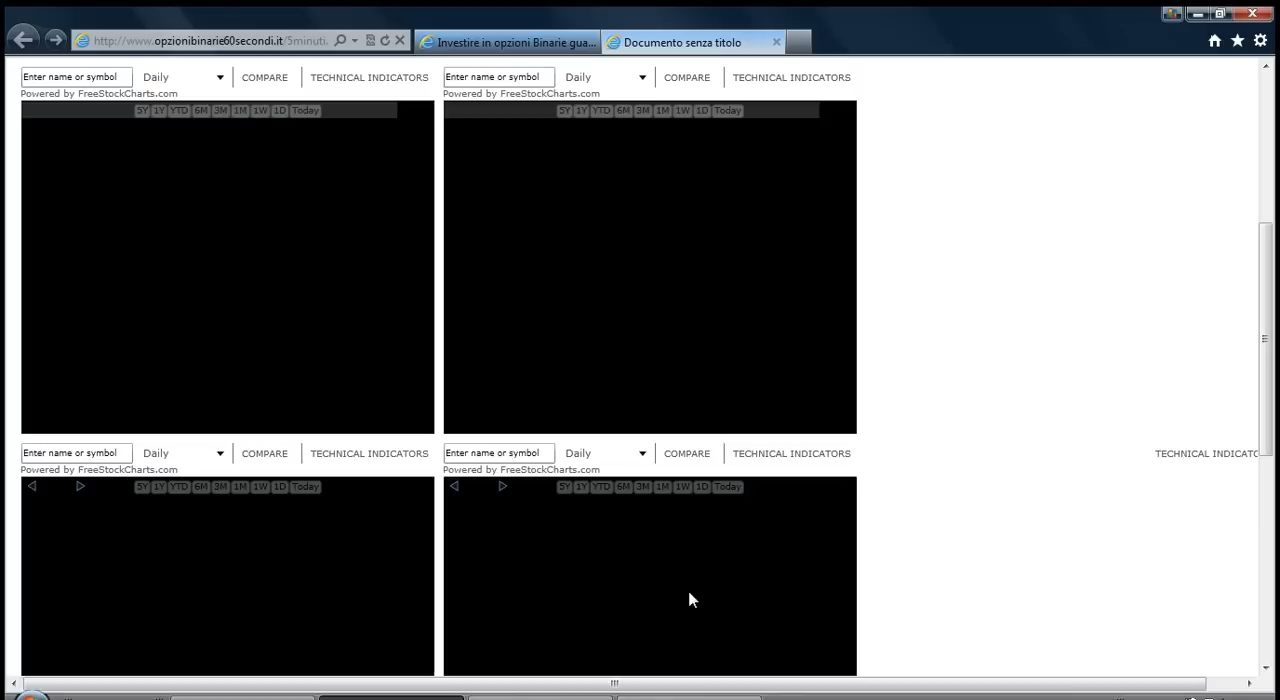 http://www.opzionibinarie60secondi.it/5minuti.
Investire in opzioni Binarie gua...
Documento senza titolo
Enter name or symbol Daily COMPARE TECHNICAL INDICATORS
Enter name or symbol Daily COMPARE TECHNICAL INDICATORS
Powered by FreeStockCharts.com
Powered by FreeStockCharts.com
5Y 1Y YTD 6M 3M 1M 1W 1D Today
5Y 1Y YTD 6M 3M 1M 1W 1D Today
Enter name or symbol Daily COMPARE TECHNICAL INDICATORS
Enter name or symbol Daily COMPARE TECHNICAL INDICATORS
TECHNICAL INDICATO
Powered by FreeStockCharts.com
Powered by FreeStockCharts.com
5Y 1Y YTD 6M 3M 1M 1W 1D Today
5Y 1Y YTD 6M 3M 1M 1W 1D Today